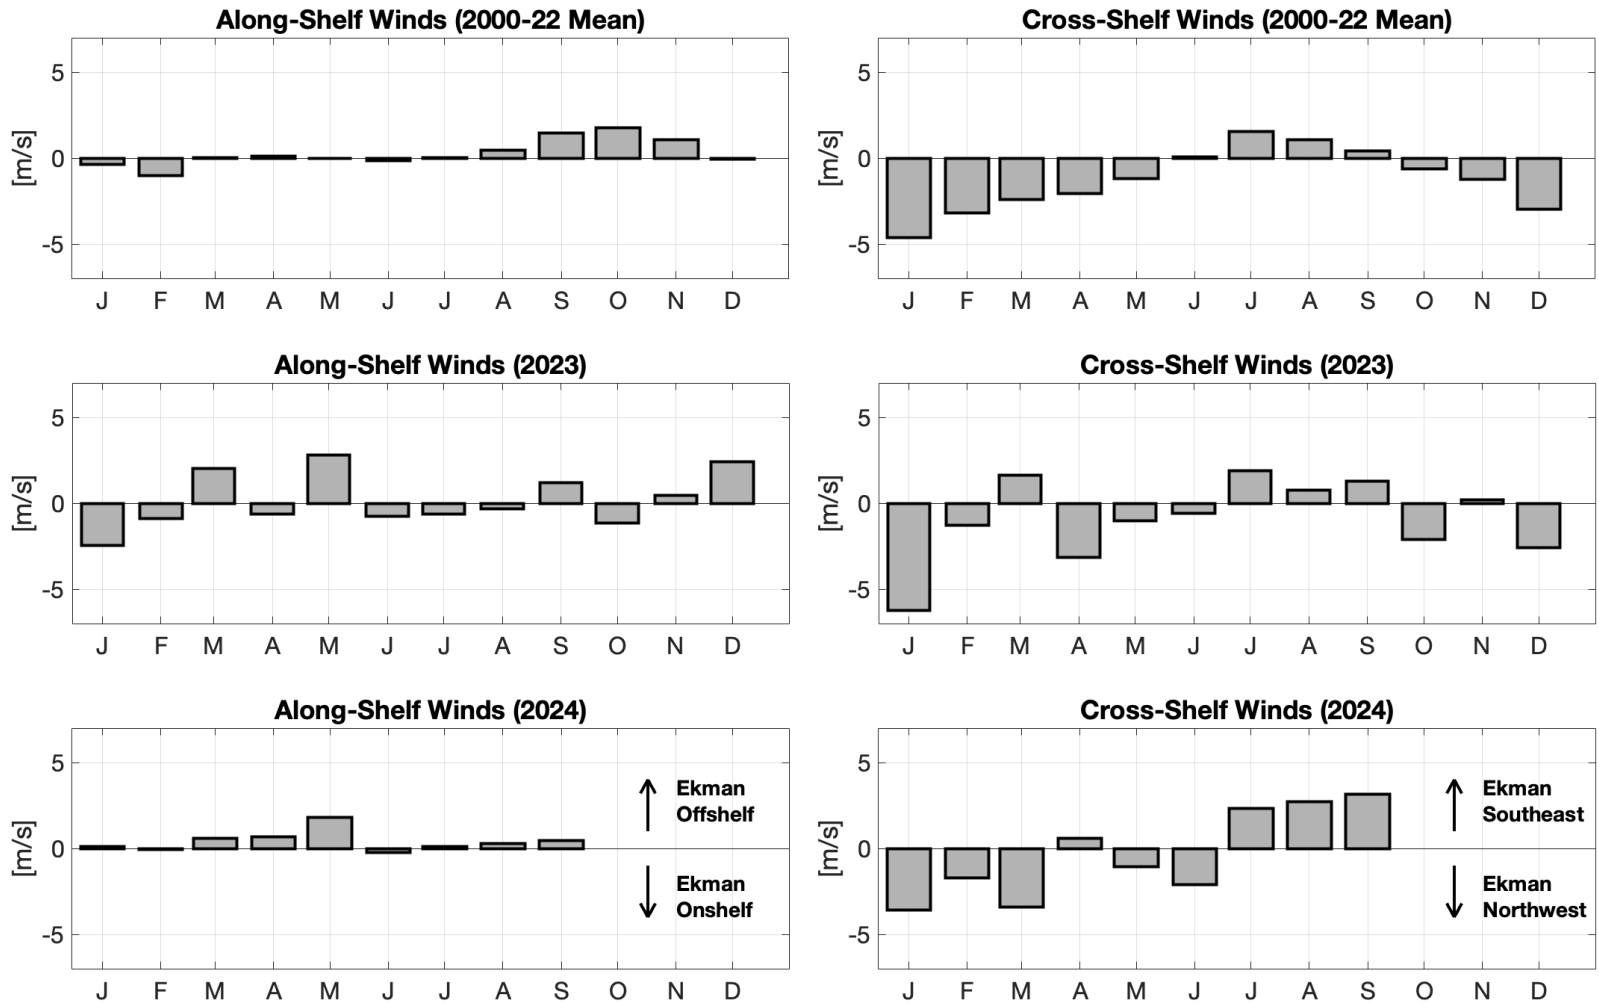 Along-Shelf Winds (2000-22 Mean)
[m/s]
5
0
-5
J F M A M J J A S O N D
Cross-Shelf Winds (2000-22 Mean)
[m/s]
5
0
-5
J F M A M J J A S O N D
Along-Shelf Winds (2023)
[m/s]
5
0
-5
J F M A M J J A S O N D
Cross-Shelf Winds (2023)
[m/s]
5
0
-5
J F M A M J J A S O N D
Along-Shelf Winds (2024)
[m/s]
5
0
-5
Ekman
Offshelf
Ekman
Onshelf
J F M A M J J A S O N D
Cross-Shelf Winds (2024)
[m/s]
5
0
-5
Ekman
Southeast
Ekman
Northwest
J F M A M J J A S O N D